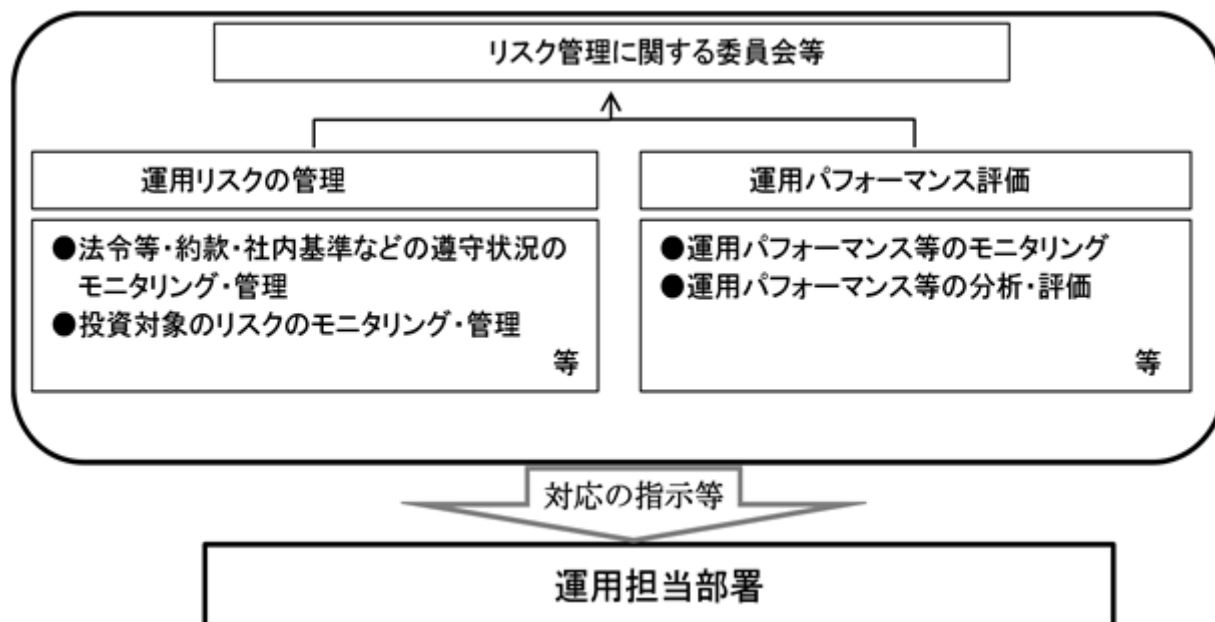 リスク管理に関する委員会等
運用リスクの管理
●法令等・約款・社内基準などの遵守状況の
モニタリング・管理
●投資対象のリスクのモニタリング・管理
等
運用パフォーマンス評価
●運用パフォーマンス等のモニタリング
●運用パフォーマンス等の分析・評価
等
対応の指示等
運用担当部署